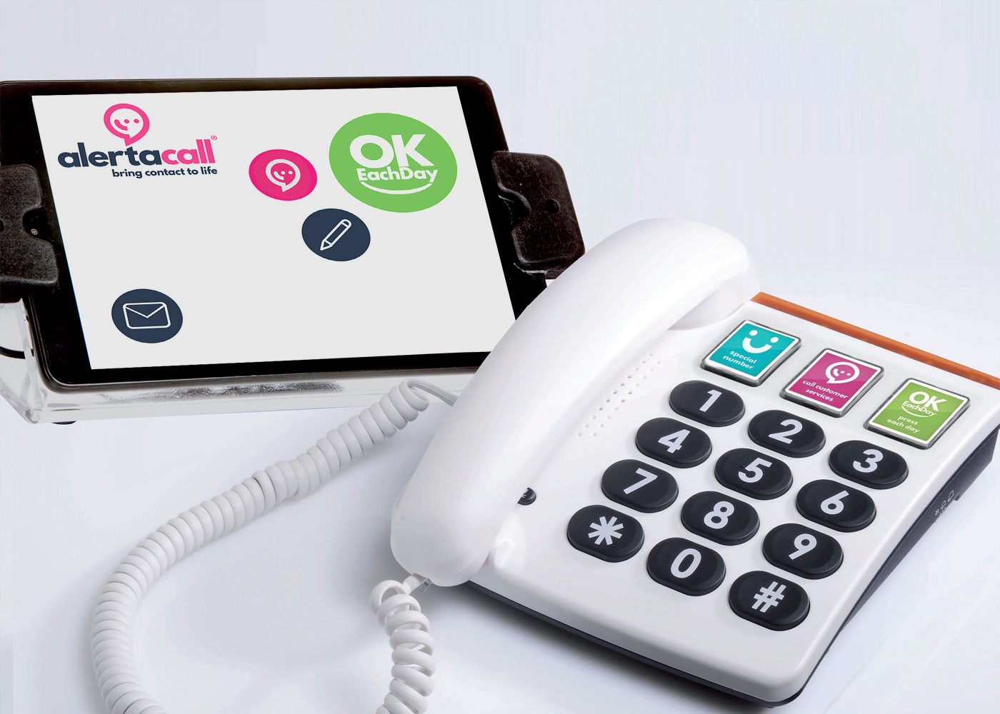 alertacall®
bring contact to life
OK
EachDay
special
number
call customer
services
OK
EachDay
press
each day
1
2
3
4
5
6
7
8
9
*
0
#